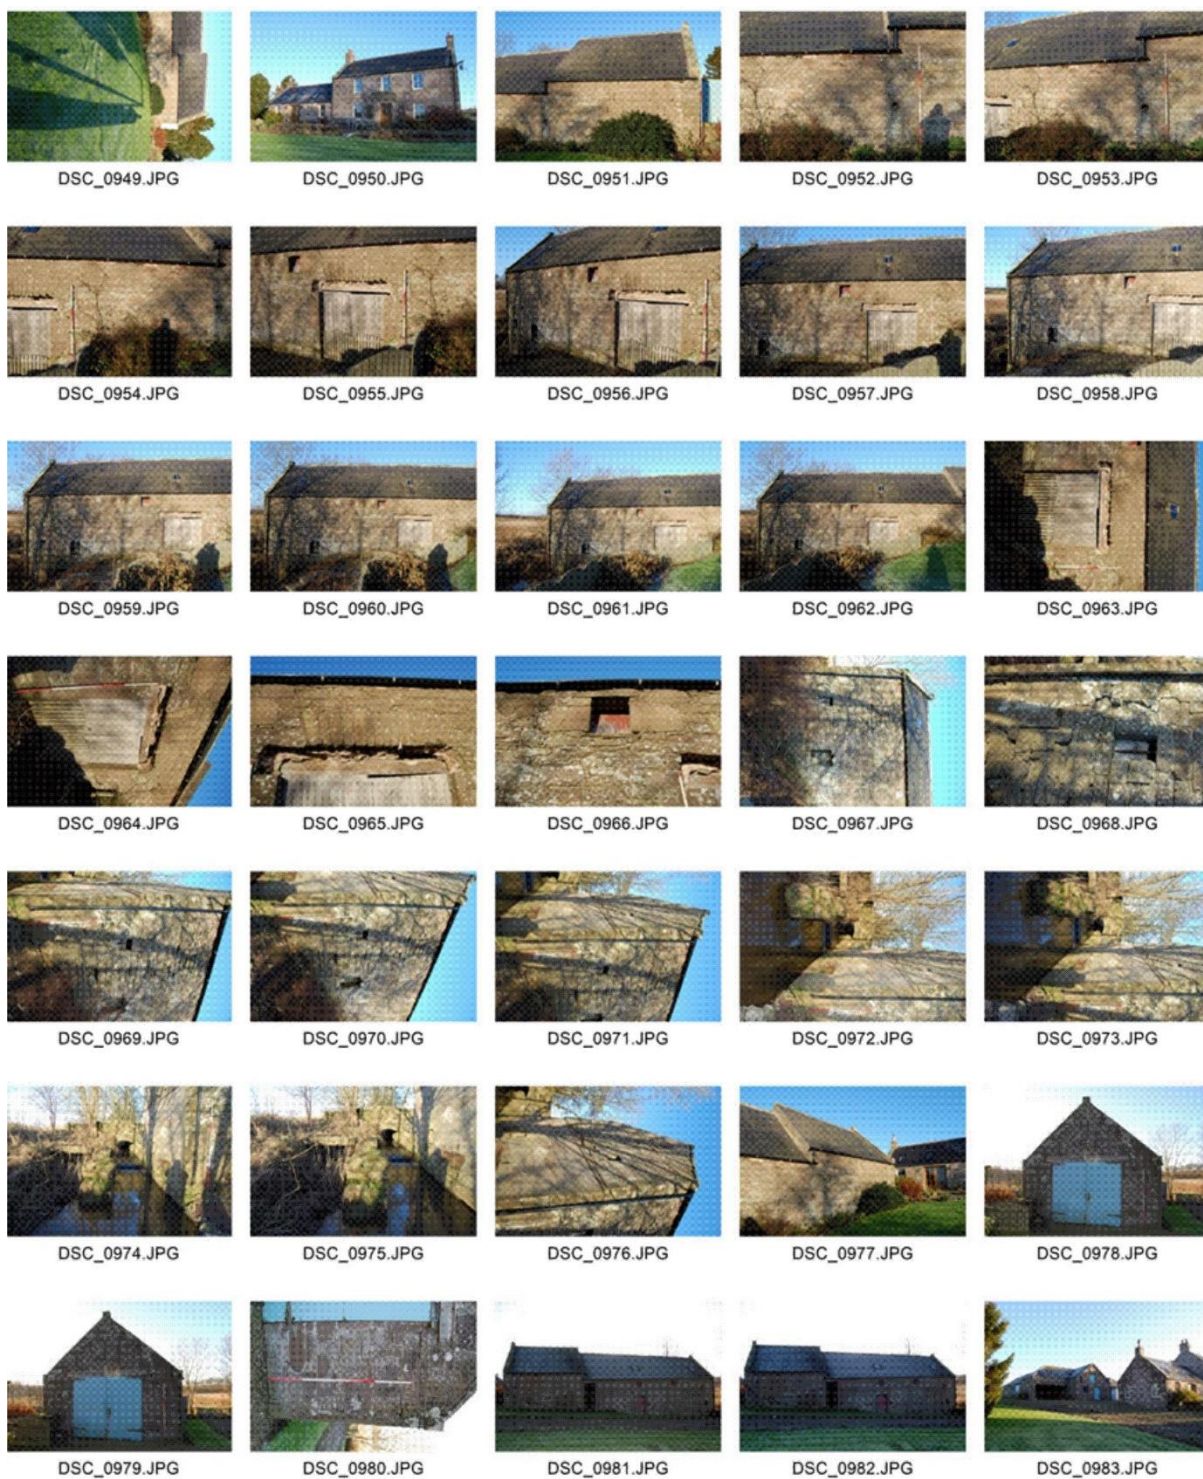 DSC_0949.JPG DSC_0950.JPG DSC_0951.JPG DSC_0952.JPG DSC_0953.JPG
DSC_0954.JPG DSC_0955.JPG DSC_0956.JPG DSC_0957.JPG DSC_0958.JPG
DSC_0959.JPG DSC_0960.JPG DSC_0961.JPG DSC_0962.JPG DSC_0963.JPG
DSC_0964.JPG DSC_0965.JPG DSC_0966.JPG DSC_0967.JPG DSC_0968.JPG
DSC_0969.JPG DSC_0970.JPG DSC_0971.JPG DSC_0972.JPG DSC_0973.JPG
DSC_0974.JPG DSC_0975.JPG DSC_0976.JPG DSC_0977.JPG DSC_0978.JPG
DSC_0979.JPG DSC_0980.JPG DSC_0981.JPG DSC_0982.JPG DSC_0983.JPG